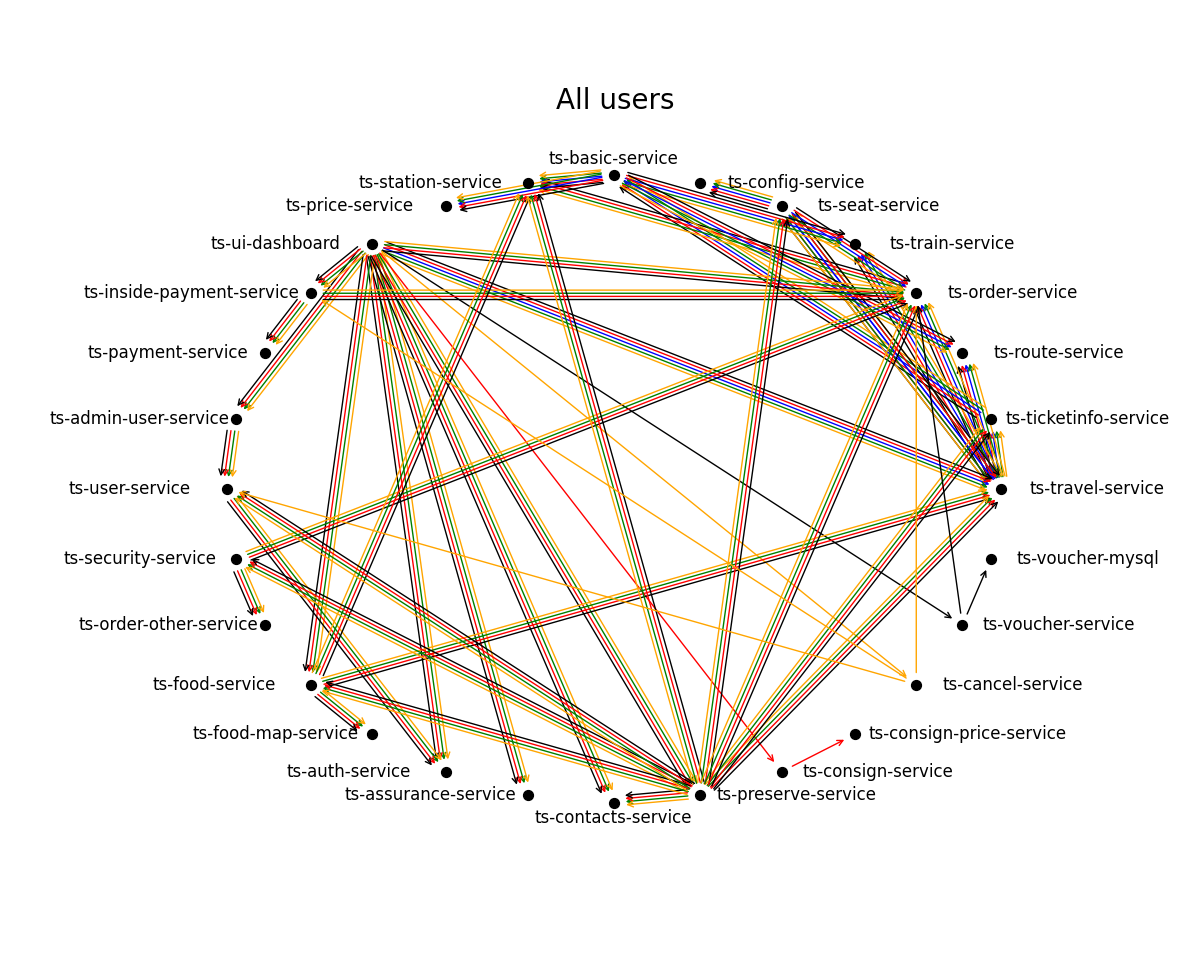 All users
ts-basic-service
ts-station-service
ts-config-service
ts-price-service
ts-seat-service
ts-ui-dashboard
ts-train-service
ts-inside-payment-service
ts-order-service
ts-payment-service
ts-route-service
ts-admin-user-service
ts-ticketinfo-service
ts-user-service
ts-travel-service
ts-security-service
ts-voucher-mysql
ts-order-other-service
ts-voucher-service
ts-food-service
ts-cancel-service
ts-food-map-service
ts-consign-price-service
ts-auth-service
ts-consign-service
ts-assurance-service
ts-preserve-service
ts-contacts-service